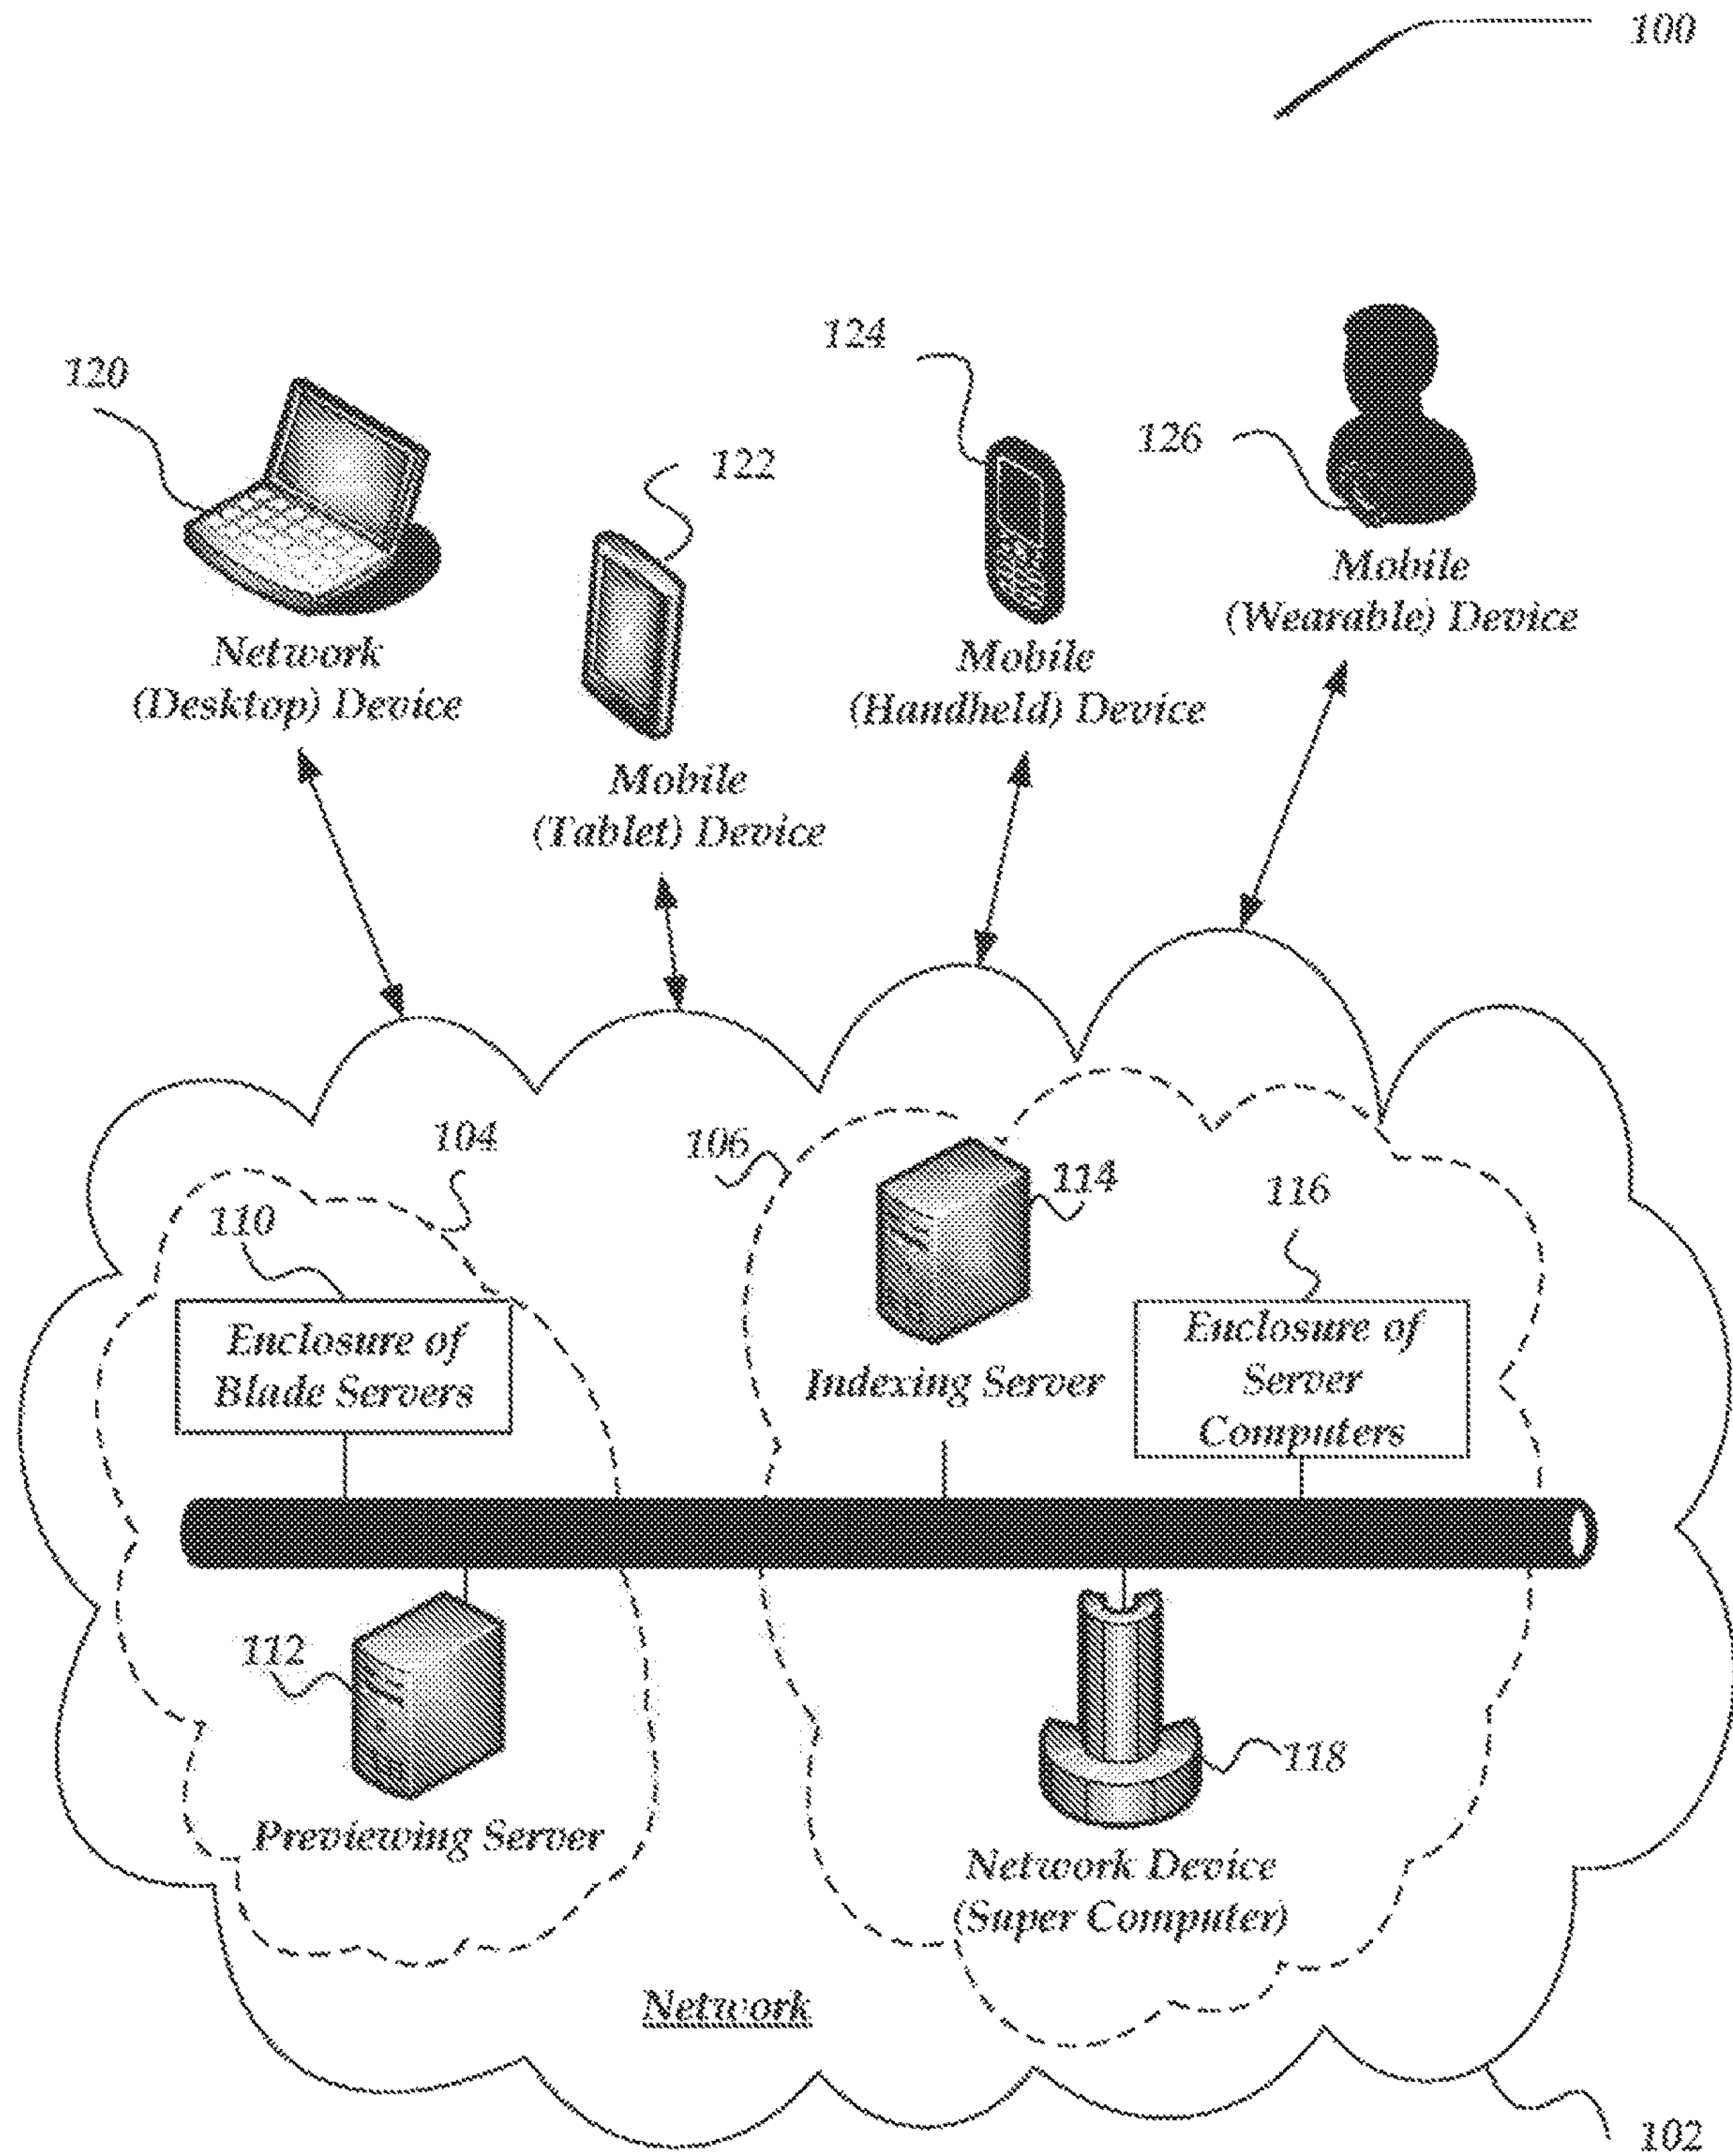 100
120
124
126
122
Network
(Desktop) Device
Mobile
(Tablet) Device
Mobile
(Handheld) Device
Mobile
(Wearable) Device
104
106
114
116
110
Enclosure of
Blade Servers
Indexing Server
Enclosure of
Server
Computers
112
118
Previewing Server
Network Device
(Super Computer)
Network
102